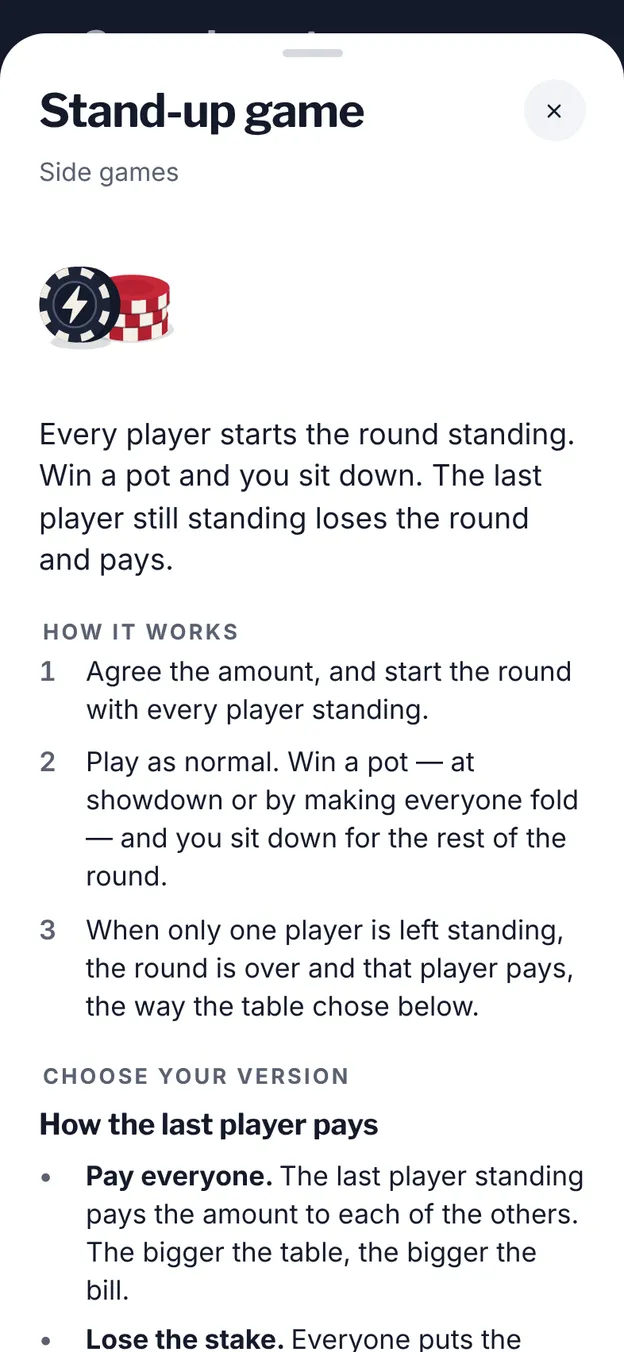 Stand-up game
Side games
Every player starts the round standing.
Win a pot and you sit down. The last
player still standing loses the round
and pays.
HOW IT WORKS
1 Agree the amount, and start the round
with every player standing.
2 Play as normal. Win a pot — at
showdown or by making everyone fold
— and you sit down for the rest of the
round.
3 When only one player is left standing,
the round is over and that player pays,
the way the table chose below.
CHOOSE YOUR VERSION
How the last player pays
• Pay everyone. The last player standing
pays the amount to each of the others.
The bigger the table, the bigger the
bill.
• Lose the stake. Everyone puts the